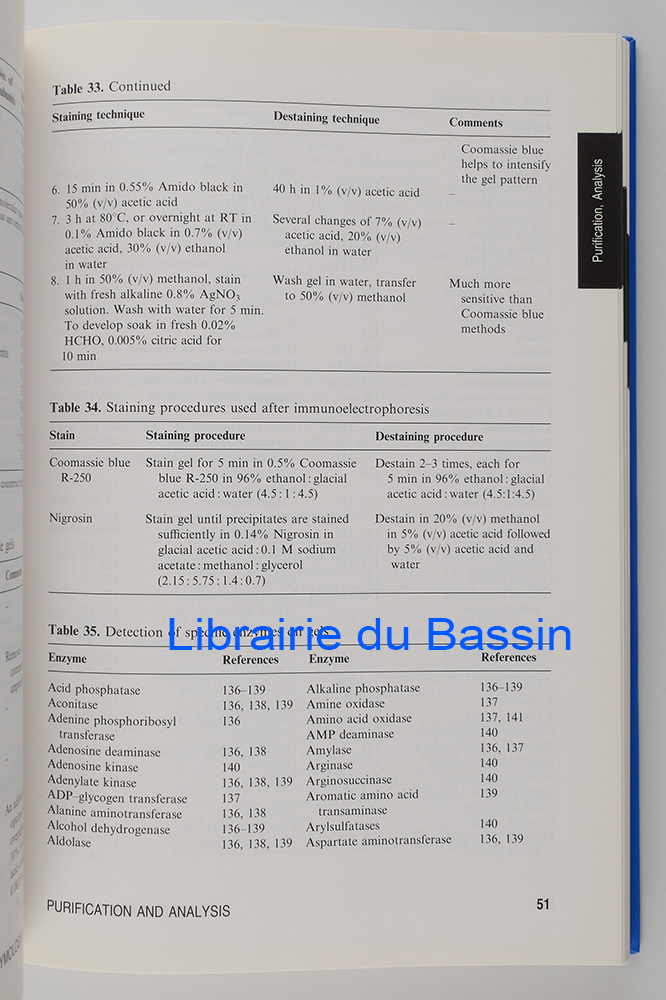 Table 33. Continued
Staining technique Destaining technique Comments
Coomassie blue
helps to intensify
the gel pattern
6. 15 min in 0.55% Amido black in 40 h in 1% (v/v) acetic acid –
50% (v/v) acetic acid
7. 3 h at 80°C, or overnight at RT in Several changes of 7% (v/v) –
0.1% Amido black in 0.7% (v/v) acetic acid, 20% (v/v)
acetic acid, 30% (v/v) ethanol ethanol in water
in water
8. 1 h in 50% (v/v) methanol, stain Wash gel in water, transfer Much more
with fresh alkaline 0.8% AgNO3 to 50% (v/v) methanol sensitive than
solution. Wash with water for 5 min. Coomassie blue
To develop soak in fresh 0.02% methods
HCHO, 0.005% citric acid for
10 min
Purification, Analysis
Table 34. Staining procedures used after immunoelectrophoresis
Stain Staining procedure Destaining procedure
Coomassie blue Stain gel for 5 min in 0.5% Coomassie Destain 2–3 times, each for
R-250 blue R-250 in 96% ethanol : glacial 5 min in 96% ethanol : glacial
acetic acid : water (4.5 : 1 : 4.5) acetic acid : water (4.5:1:4.5)
Nigrosin Stain gel until precipitates are stained Destain in 20% (v/v) methanol
sufficiently in 0.14% Nigrosin in in 5% (v/v) acetic acid followed
glacial acetic acid : 0.1 M sodium by 5% (v/v) acetic acid and
acetate : methanol : glycerol water
(2.15 : 5.75 : 1.4 : 0.7)
Table 35. Detection of specific enzymes on gels
Librairie du Bassin
Enzyme References Enzyme References
Acid phosphatase 136–139 Alkaline phosphatase 136–139
Aconitase 136, 138, 139 Amine oxidase 137
Adenine phosphoribosyl 136 Amino acid oxidase 137, 141
transferase AMP deaminase 140
Adenosine deaminase 136, 138 Amylase 136, 137
Adenosine kinase 140 Arginase 140
Adenylate kinase 136, 138, 139 Arginosuccinase 140
ADP–glycogen transferase 137 Aromatic amino acid 139
Alanine aminotransferase 136, 138 transaminase
Alcohol dehydrogenase 136–139 Arylsulfatases 140
Aldolase 136, 138, 139 Aspartate aminotransferase 136, 139
PURIFICATION AND ANALYSIS 51